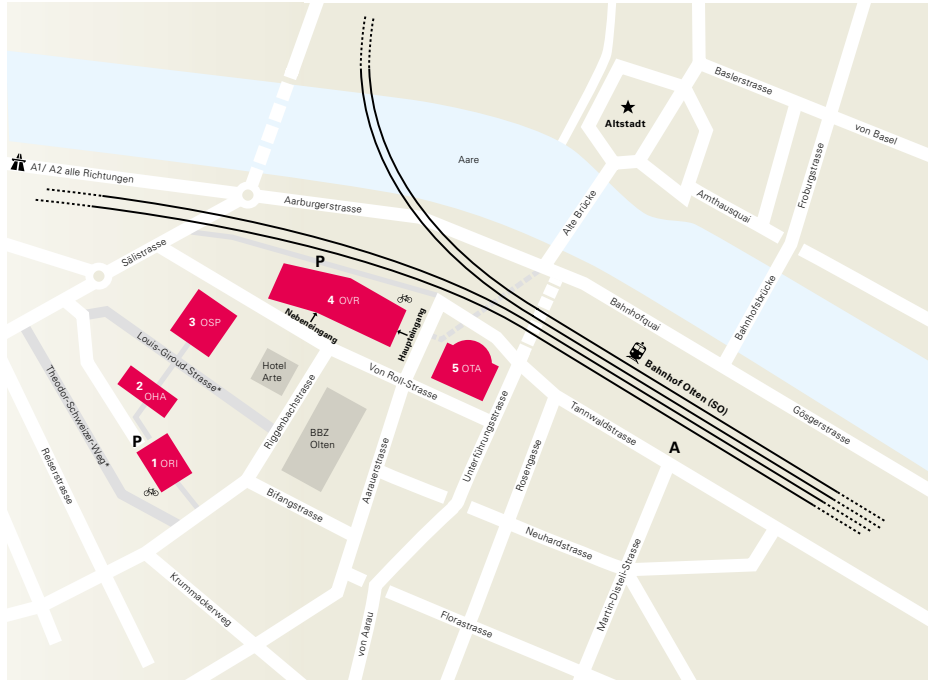 Baslerstrasse
Altstadt
von Basel
A1/ A2 alle Richtungen
Aare
Froburgstrasse
Aarburgerstrasse
Amthausquai
Alte Brücke
Sälistrasse
P
4 OVR
Nebeneingang
Haupteingang
Bahnhofquai
Bahnhofsbrücke
3 OSP
Louis-Giroud-Strasse*
Hotel
Arte
Von Roll-Strasse
5 OTA
Bahnhof Olten (SO)
Theodor-Schweizer-Weg*
2
OHA
P
1 ORI
Riggenbachstrasse
BBZ
Olten
Tannwaldstrasse
A
Gösgerstrasse
Reiserstrasse
Aarauerstrasse
Unterführungsstrasse
Rosengasse
Bifangstrasse
Neuhardstrasse
Martin-Disteli-Strasse
Krummackerweg
von Aarau
Florastrasse